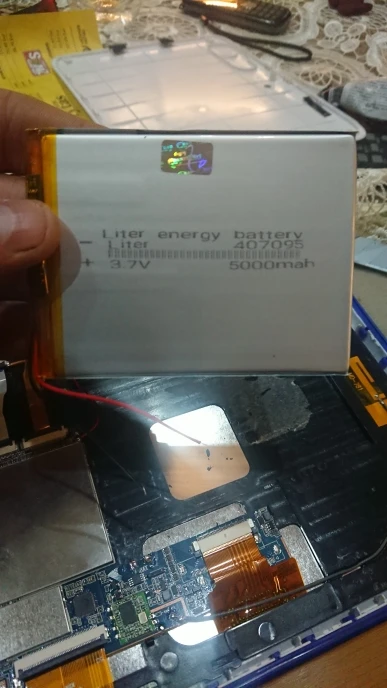 Liter energy battery
- Liter 407095
+ 3.7V 5000mah